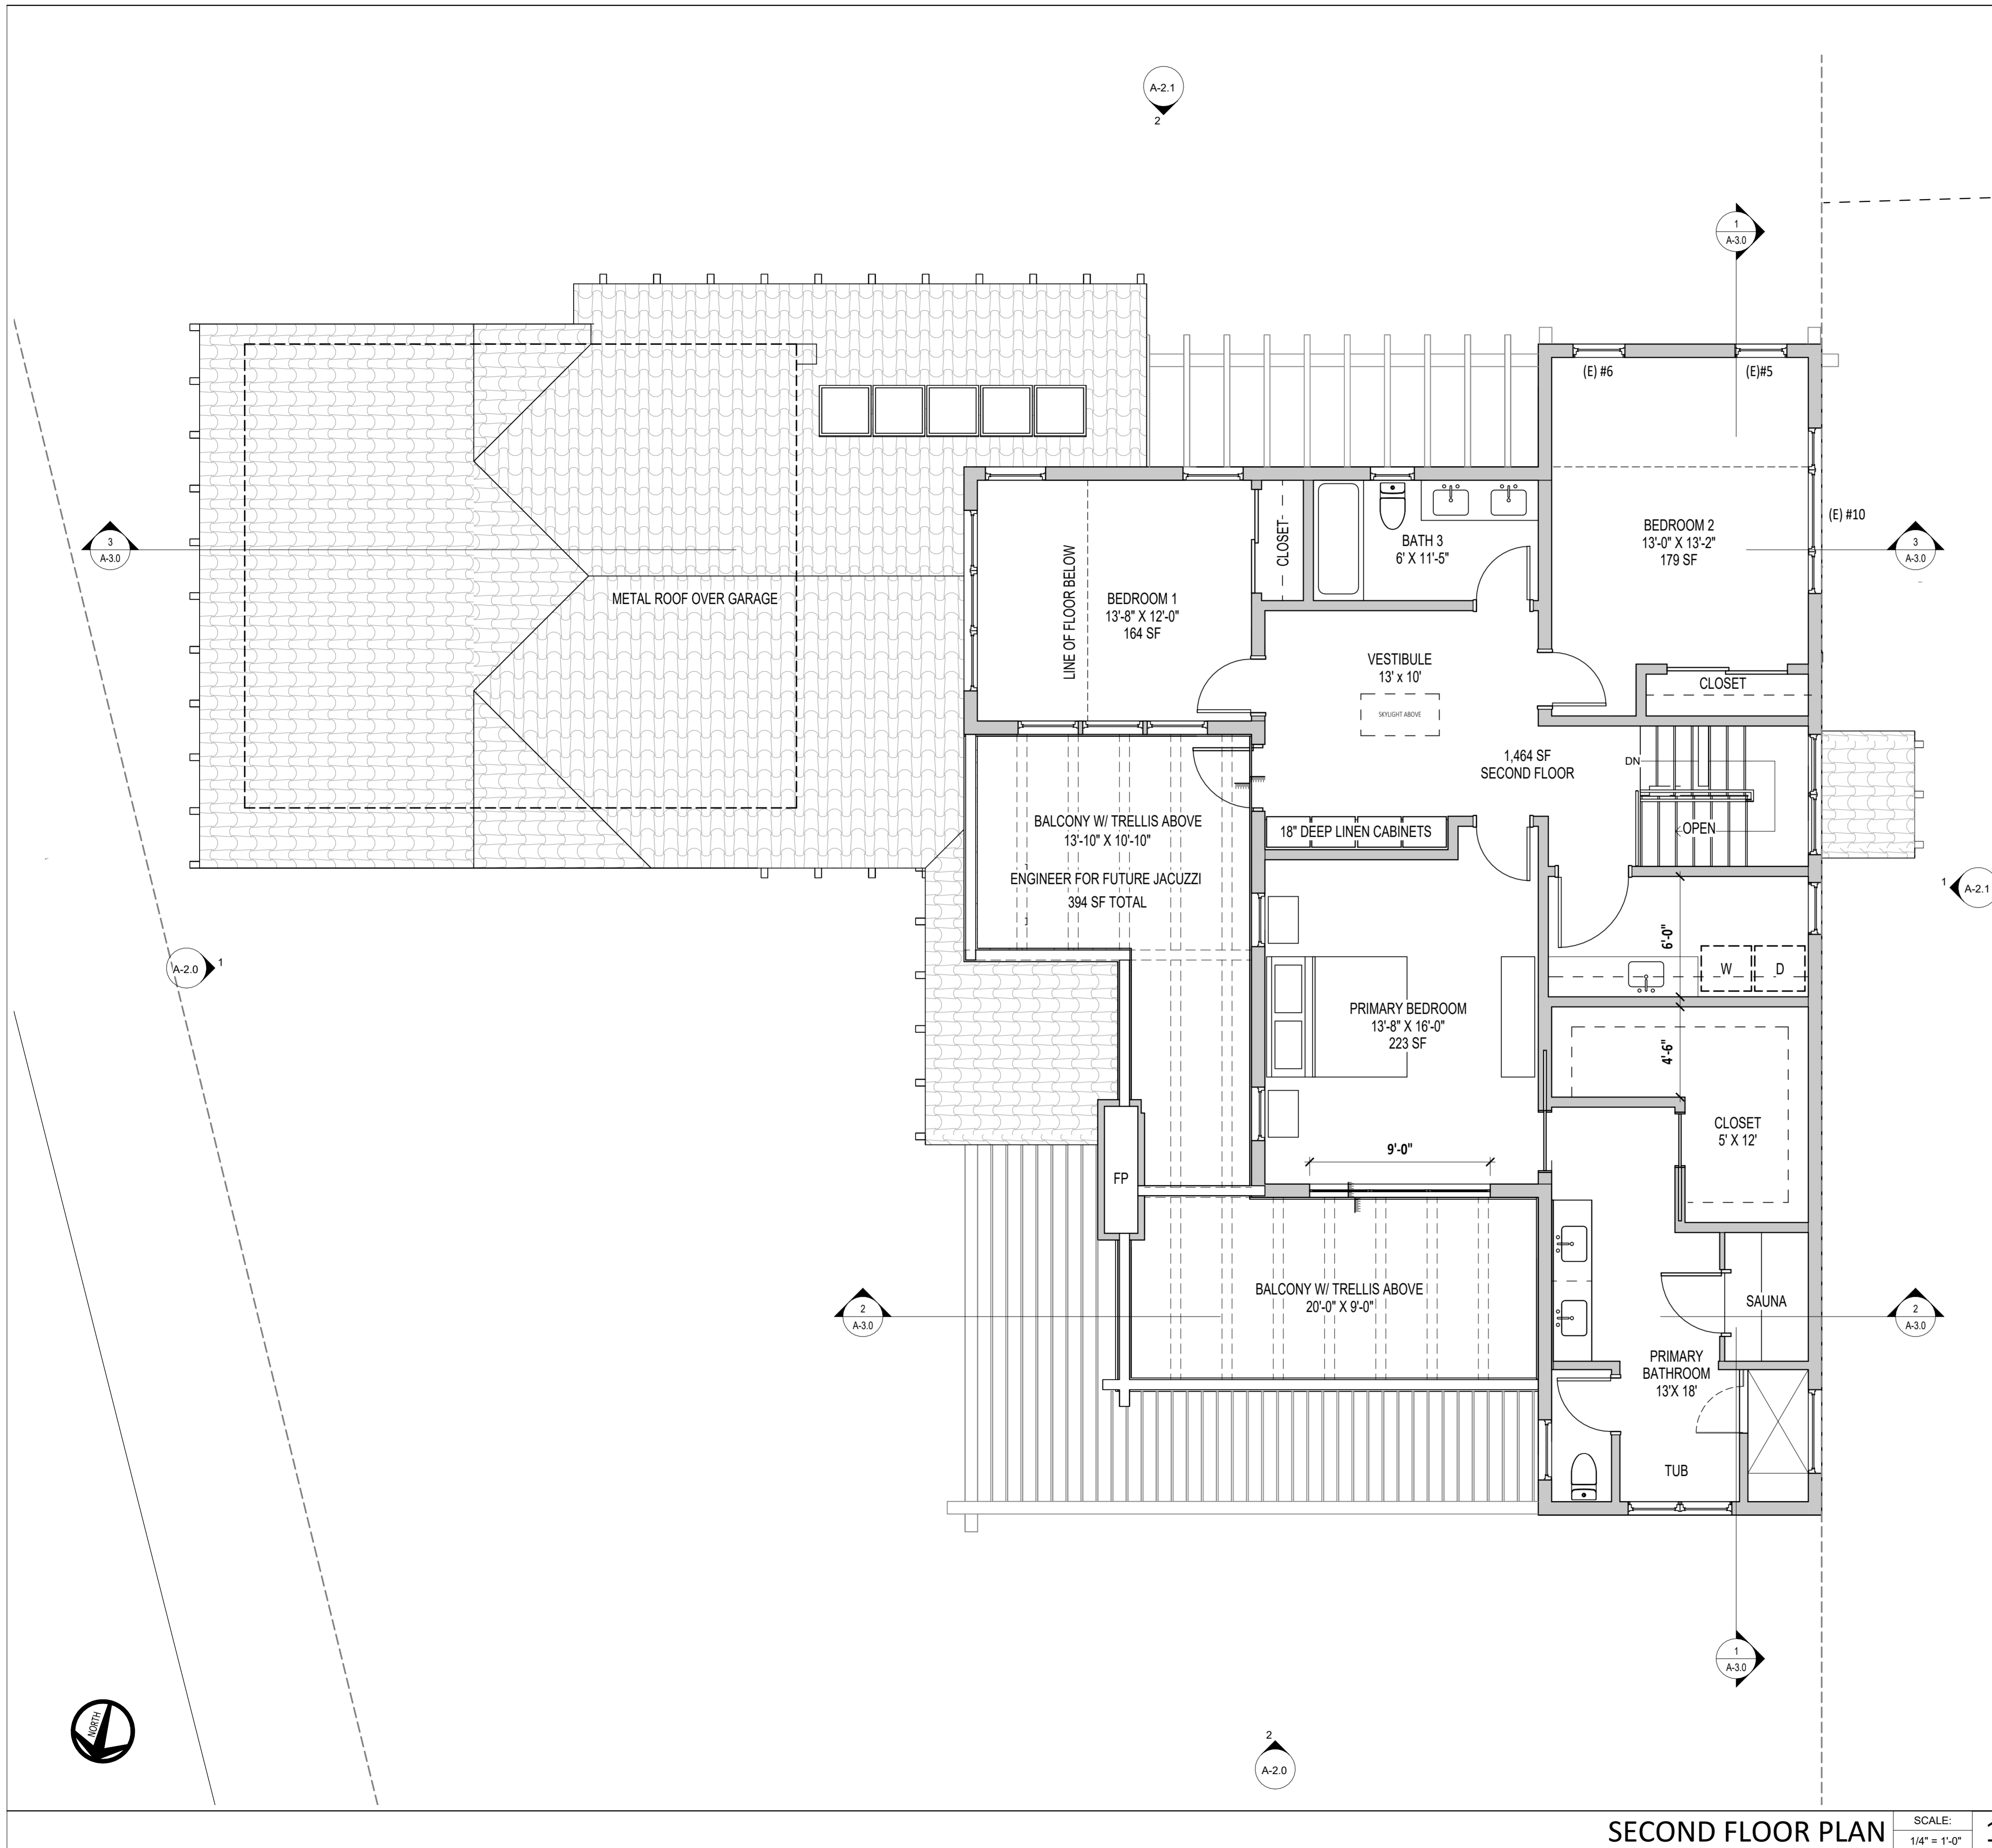 A-2.1
2
1
A-3.0
(E) #6
(E)#5
(E) #10
3
A-3.0
3
A-3.0
METAL ROOF OVER GARAGE
LINE OF FLOOR BELOW
BEDROOM 1
13'-8" X 12'-0"
164 SF
CLOSET
BATH 3
6' X 11'-5"
BEDROOM 2
13'-0" X 13'-2"
179 SF
VESTIBULE
13' x 10'
SKYLIGHT ABOVE
CLOSET
1,464 SF
SECOND FLOOR
DN
OPEN
BALCONY W/ TRELLIS ABOVE
13'-10" X 10'-10"
ENGINEER FOR FUTURE JACUZZI
394 SF TOTAL
18" DEEP LINEN CABINETS
1
A-2.1
A-2.0
1
6'-0"
W
D
PRIMARY BEDROOM
13'-8" X 16'-0"
223 SF
4'-6"
CLOSET
5' X 12'
9'-0"
FP
BALCONY W/ TRELLIS ABOVE
20'-0" X 9'-0"
2
A-3.0
SAUNA
2
A-3.0
PRIMARY
BATHROOM
13'X 18'
TUB
1
A-3.0
NORTH
2
A-2.0
SECOND FLOOR PLAN
SCALE:
1/4" = 1'-0"